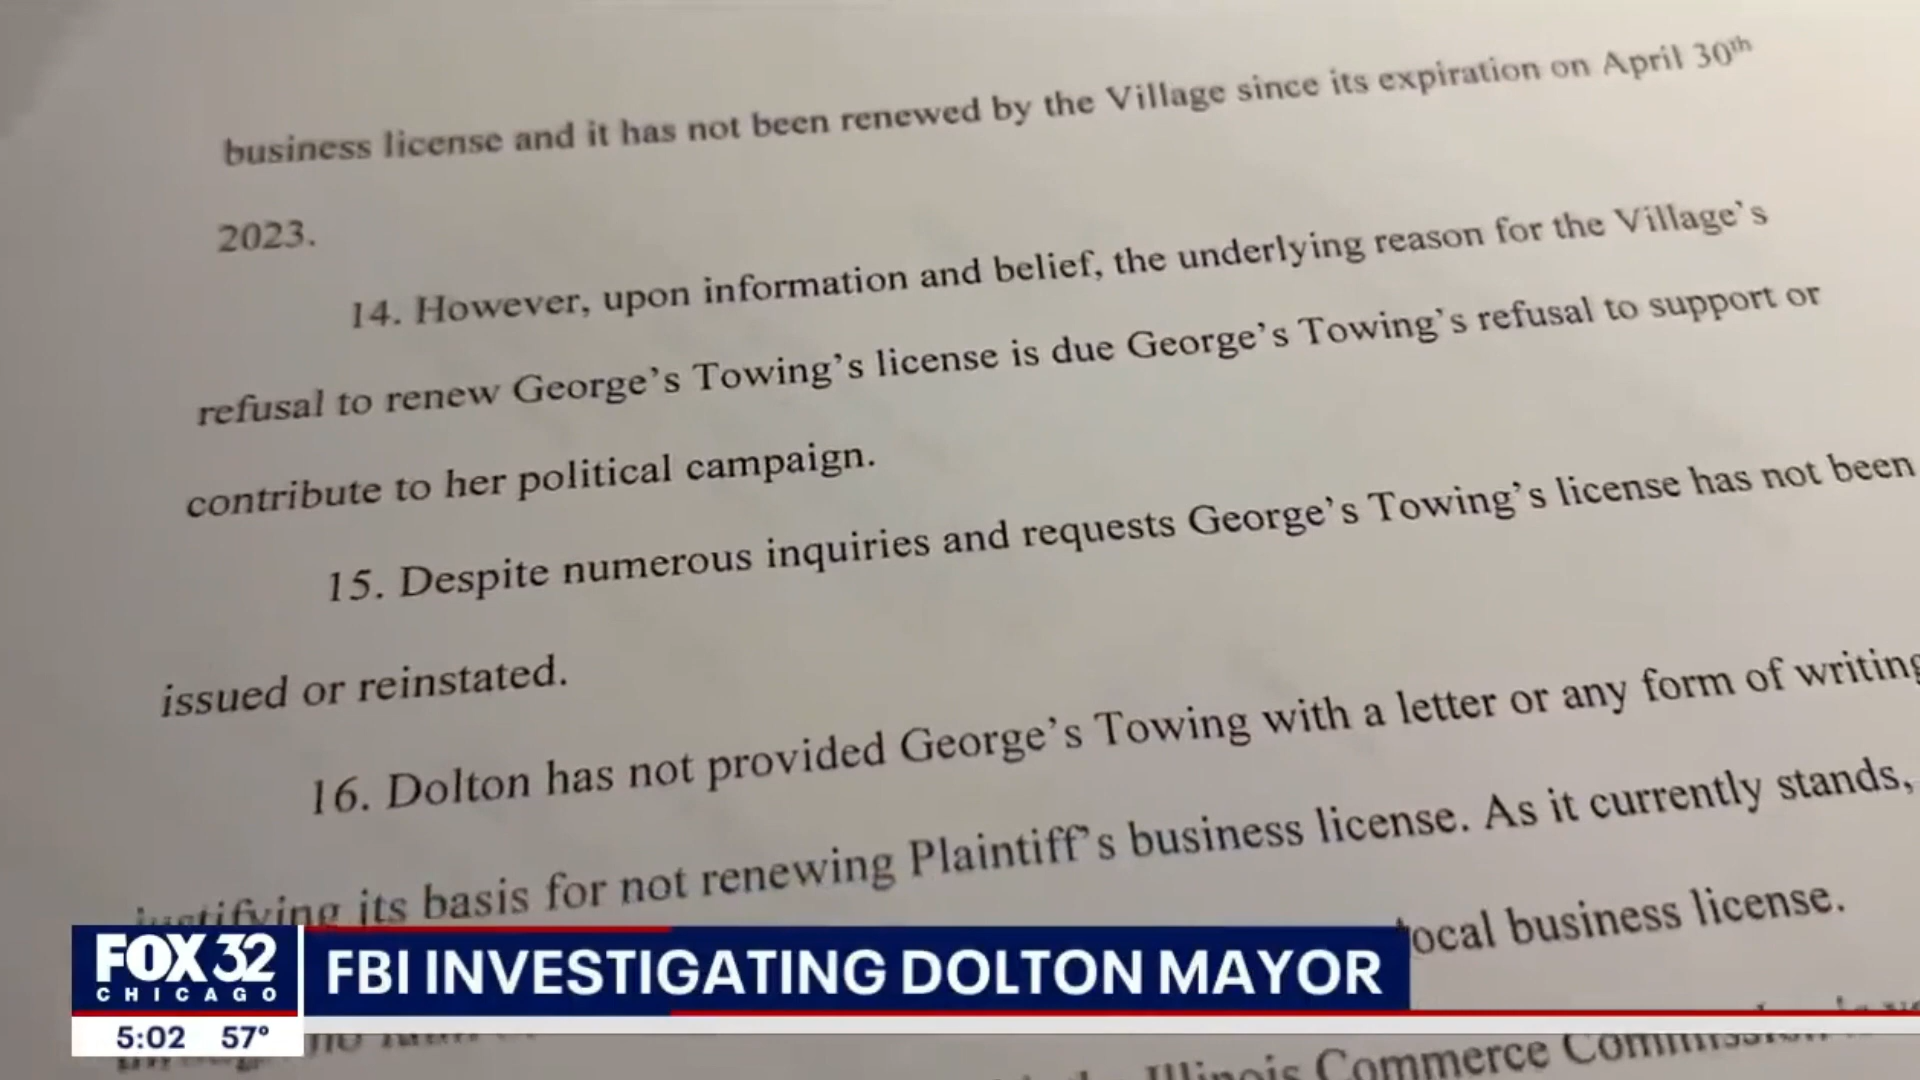 business license and it has not been renewed by the Village since its expiration on April 30th
2023.
14. However, upon information and belief, the underlying reason for the Village's
refusal to renew George's Towing's license is due George's Towing's refusal to support or
contribute to her political campaign.
15. Despite numerous inquiries and requests George's Towing's license has not been
issued or reinstated.
16. Dolton has not provided George's Towing with a letter or any form of writing
justifying its basis for not renewing Plaintiff's business license. As it currently stands,
local business license.
Illinois Commerce Commission
FOX 32
CHICAGO
FBI INVESTIGATING DOLTON MAYOR
5:02 57°